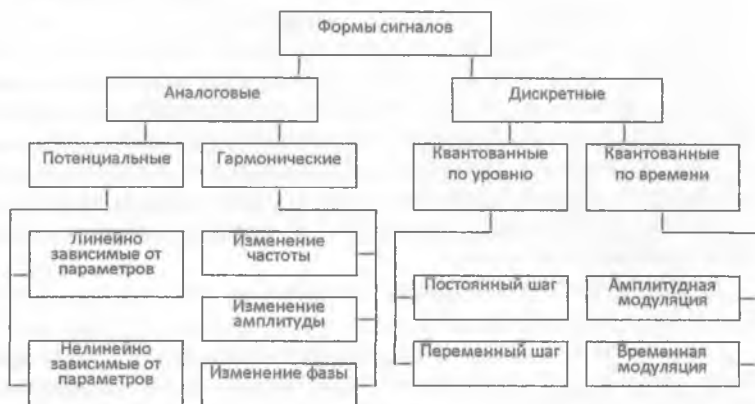 Формы сигналов
Аналоговые
Дискретные
Потенциальные
Гармонические
Квантованные
по уровню
Квантованные
по времени
Линейно
зависимые от
параметров
Изменение
частоты
Постоянный шаг
Амплитудная
модуляция
Изменение
амплитуды
Нелинейно
зависимые от
параметров
Изменение фазы
Переменный шаг
Временная
модуляция